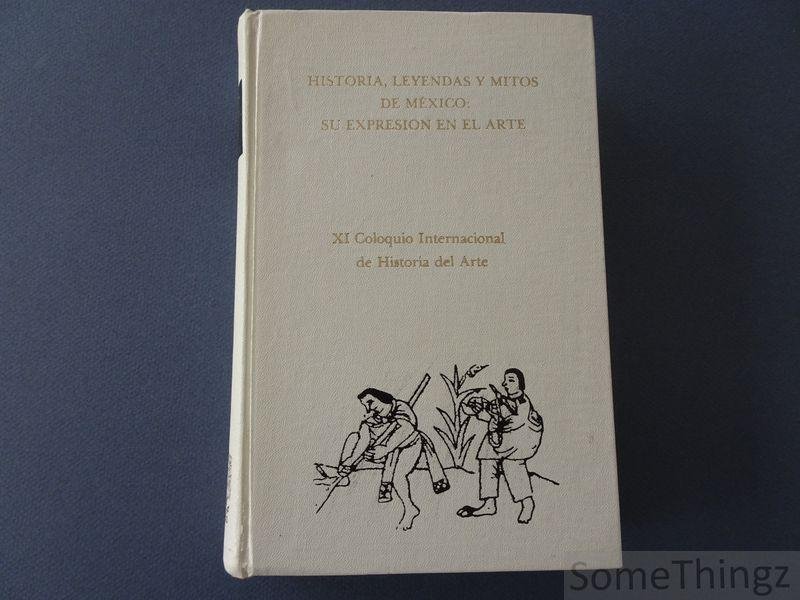 HISTORIA, LEYENDAS Y MITOS
DE MÉXICO:
SU EXPRESION EN EL ARTE
XI Coloquio Internacional
de Historia del Arte
SomeThingz